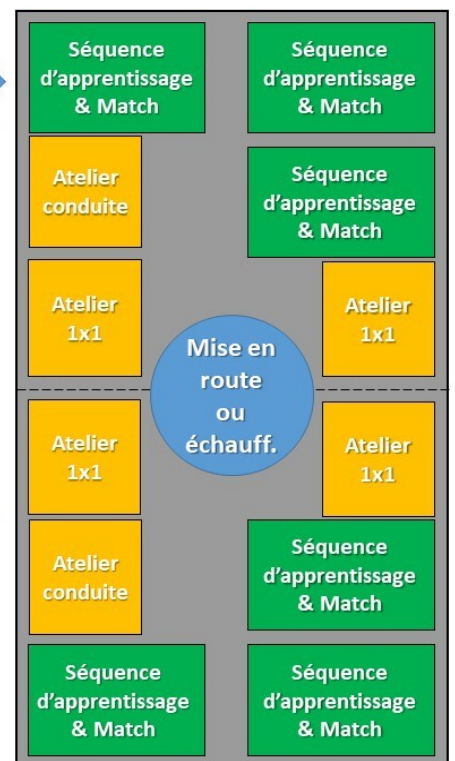 Séquence
d'apprentissage
& Match
Séquence
d'apprentissage
& Match
Atelier
conduite
Séquence
d'apprentissage
& Match
Atelier
1x1
Atelier
1x1
Mise en
route
ou
échauff.
Atelier
1x1
Atelier
1x1
Atelier
conduite
Séquence
d'apprentissage
& Match
Séquence
d'apprentissage
& Match
Séquence
d'apprentissage
& Match